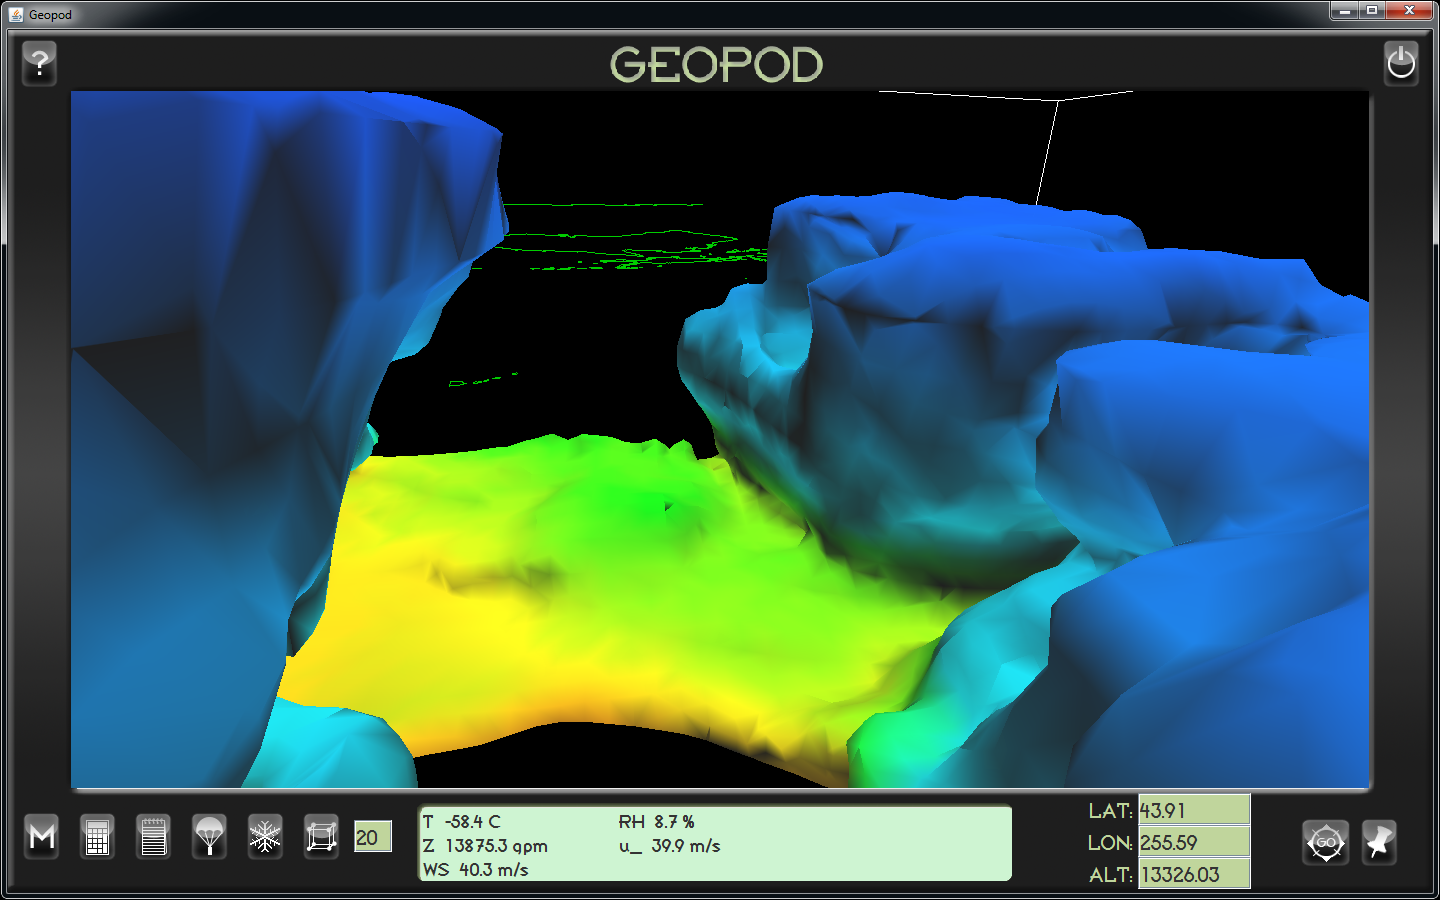 Geopod
?
GEOPOD
M
20
T -58.4 C
RH 8.7 %
Z 13875.3 gpm
u_ 39.9 m/s
WS 40.3 m/s
LAT: 43.91
LON: 255.59
ALT: 13326.03
GO